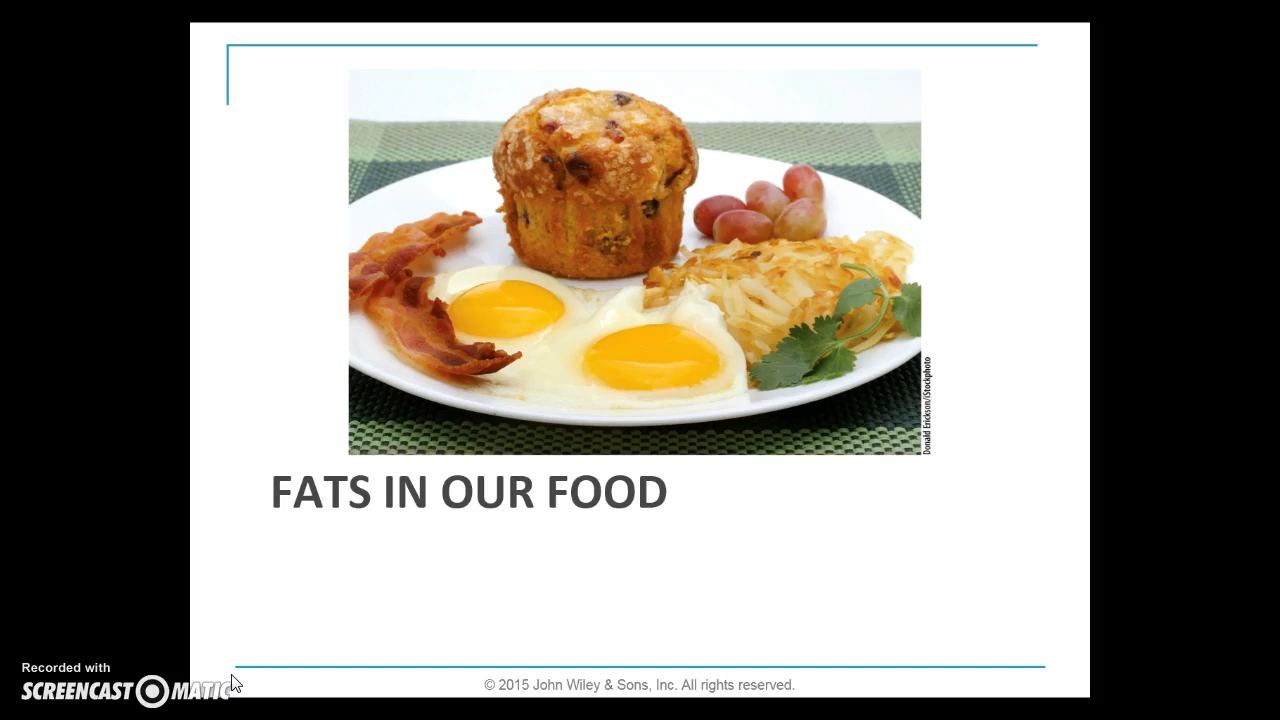 Donald Erickson/iStockphoto
FATS IN OUR FOOD
Recorded with
SCREENCAST MATIC
© 2015 John Wiley & Sons, Inc. All rights reserved.